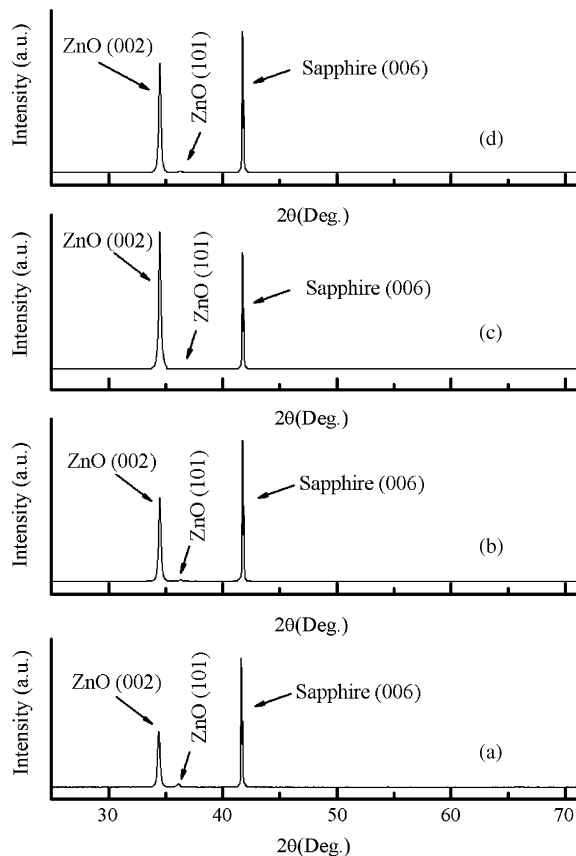 Intensity (a.u.)
ZnO (002)
ZnO (101)
Sapphire (006)
(d)
2θ(Deg.)
Intensity (a.u.)
ZnO (002)
ZnO (101)
Sapphire (006)
(c)
2θ(Deg.)
Intensity (a.u.)
ZnO (002)
ZnO (101)
Sapphire (006)
(b)
2θ(Deg.)
Intensity (a.u.)
ZnO (002)
ZnO (101)
Sapphire (006)
(a)
30 40 50 60 70
2θ(Deg.)